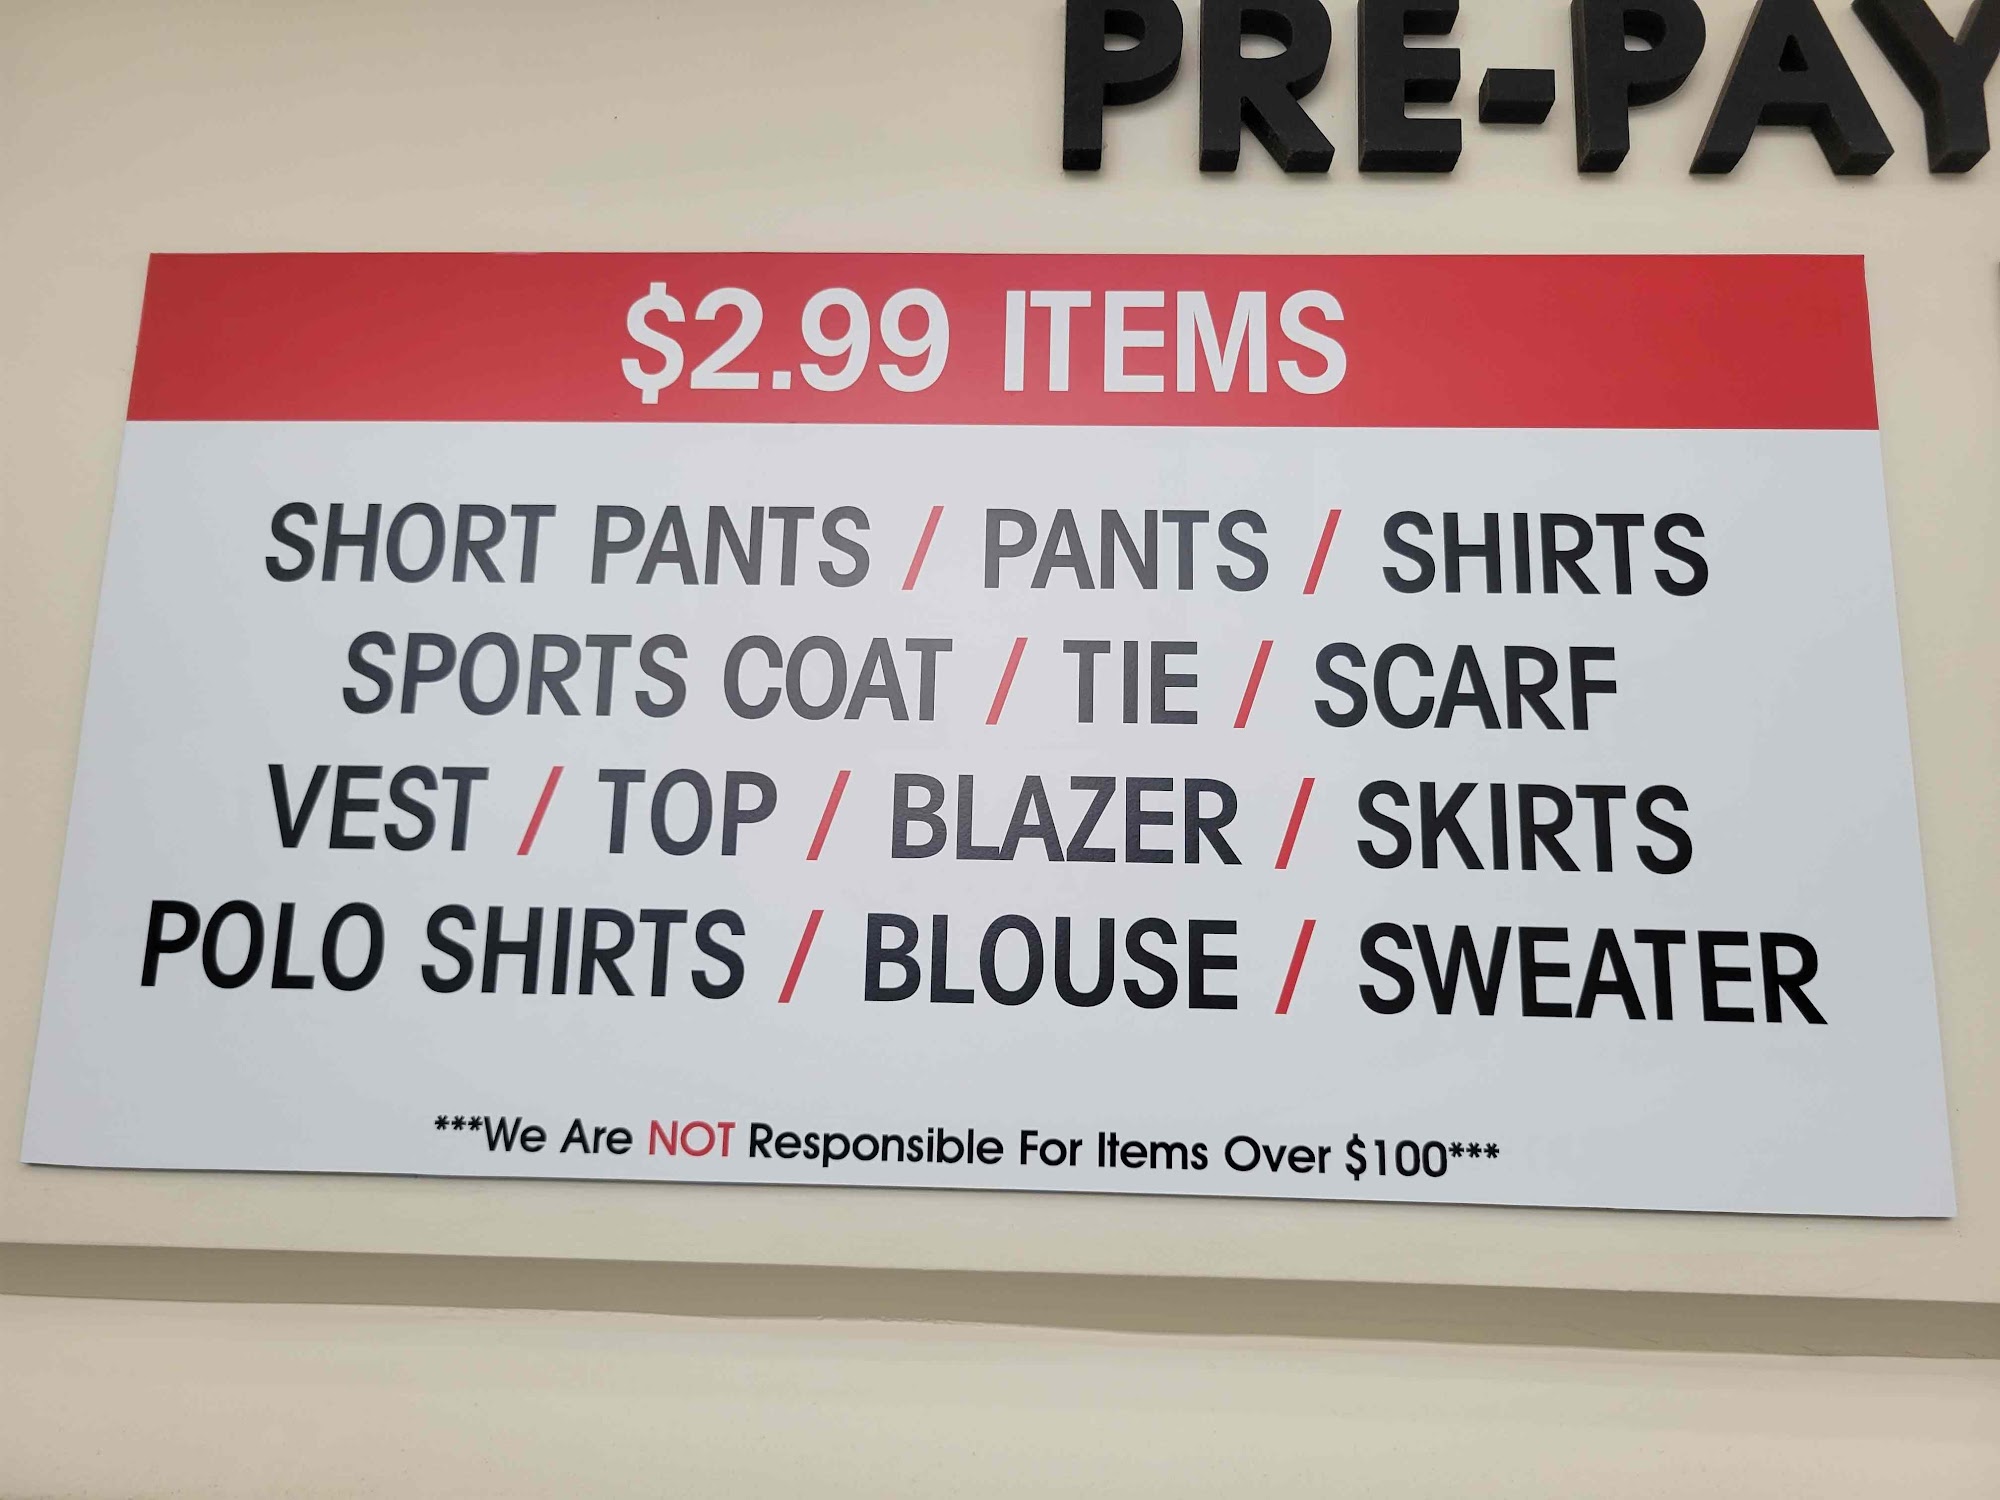 PRE-PAY
$2.99 ITEMS
SHORT PANTS / PANTS / SHIRTS
SPORTS COAT / TIE / SCARF
VEST / TOP / BLAZER / SKIRTS
POLO SHIRTS / BLOUSE / SWEATER
***We Are NOT Responsible For Items Over $100***